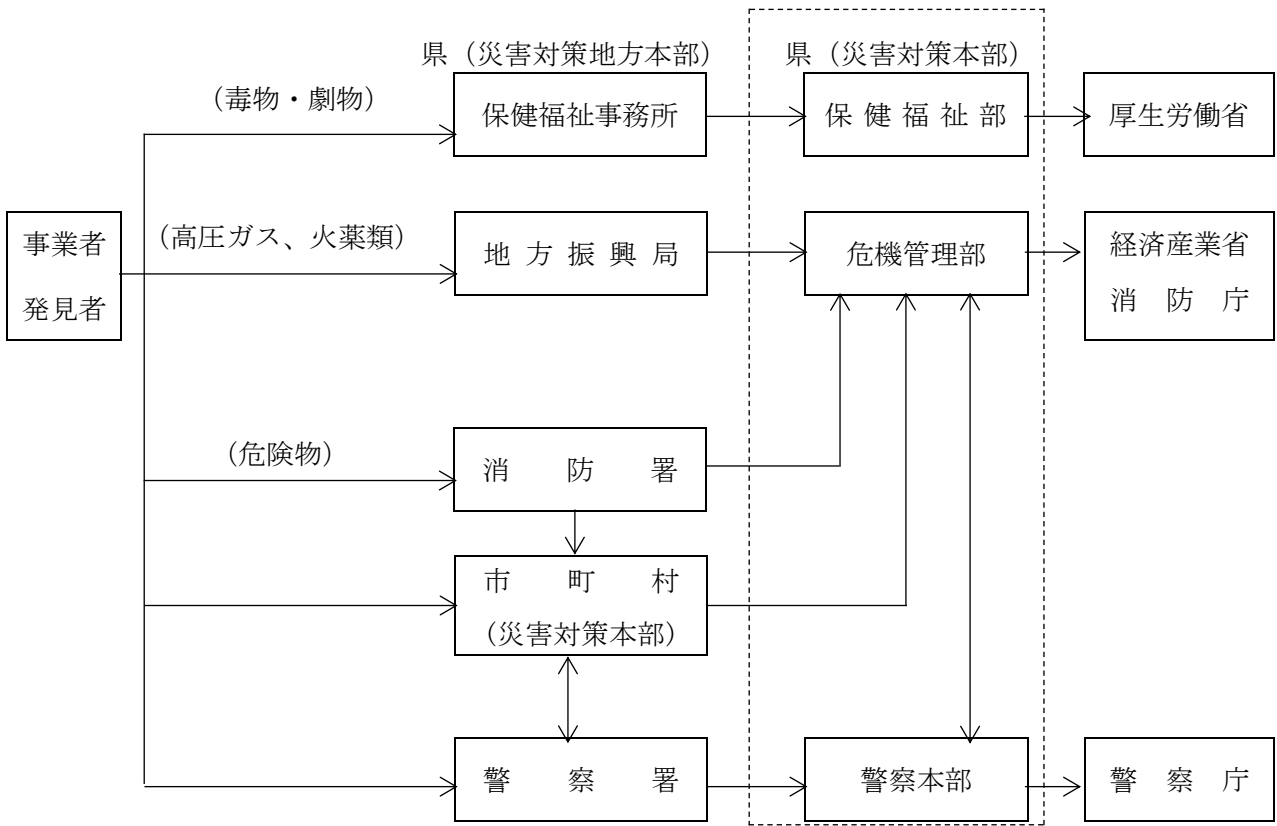 県（災害対策地方本部）
県（災害対策本部）
（毒物・劇物）
保健福祉事務所
保健福祉部
厚生労働省
事業者
発見者
（高圧ガス、火薬類）
地方振興局
危機管理部
経済産業省
消防庁
（危険物）
消防署
市町村
（災害対策本部）
警察署
警察本部
警察庁